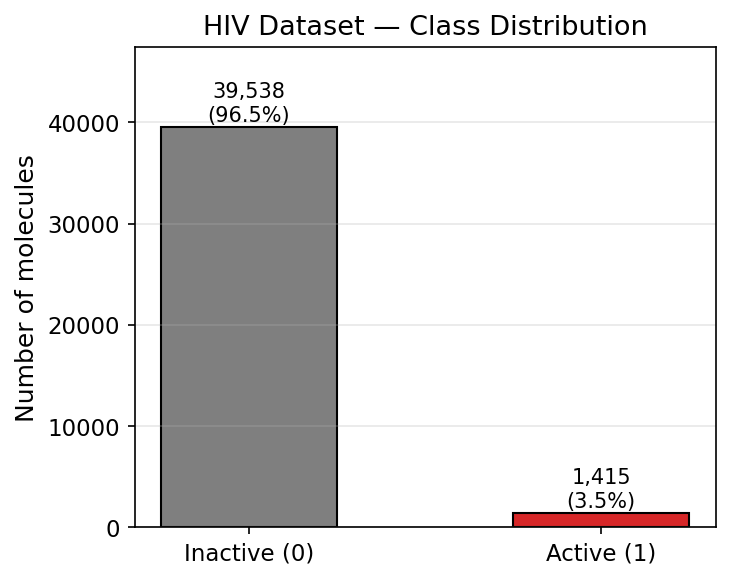 HIV Dataset — Class Distribution
Number of molecules
40000
30000
20000
10000
0
39,538
(96.5%)
1,415
(3.5%)
Inactive (0)
Active (1)